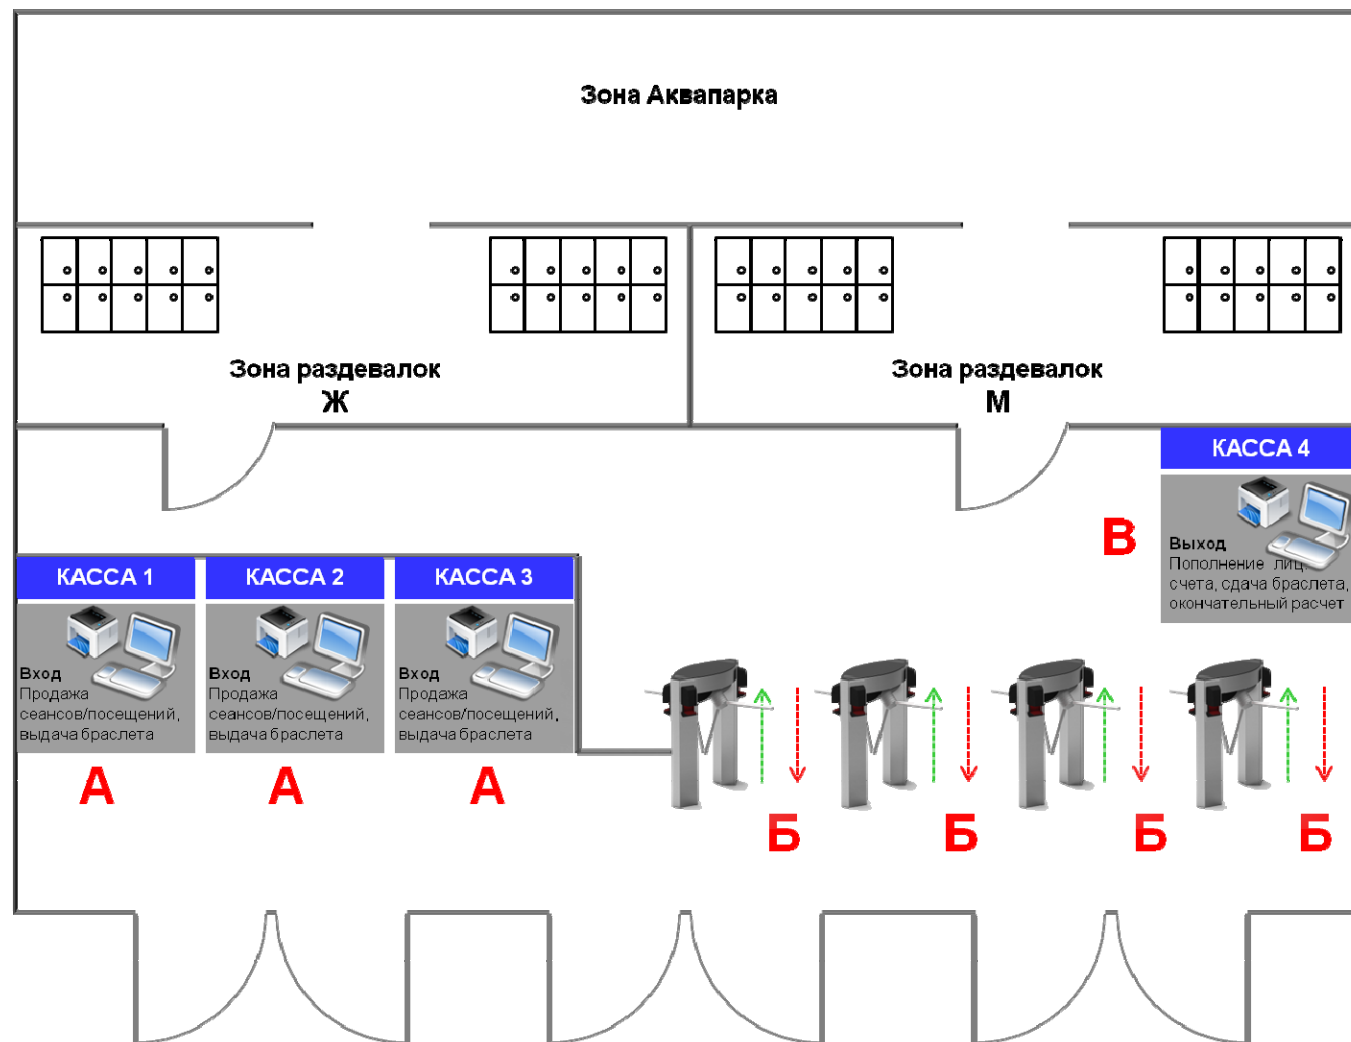 Зона Аквапарка
Зона раздевалок
Ж
Зона раздевалок
М
КАССА 4
В
Выход
Пополнение лиц.
счета, сдача браслета,
окончательный расчет
КАССА 1
КАССА 2
КАССА 3
Вход
Продажа
сеансов/посещений,
выдача браслета
Вход
Продажа
сеансов/посещений,
выдача браслета
Вход
Продажа
сеансов/посещений,
выдача браслета
А
А
А
Б
Б
Б
Б